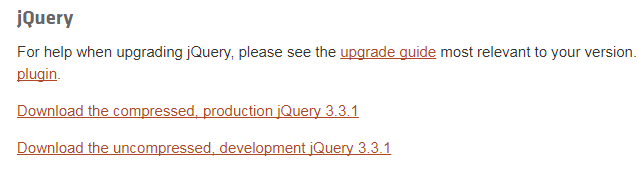 jQuery
For help when upgrading jQuery, please see the upgrade guide most relevant to your version.
plugin.
Download the compressed, production jQuery 3.3.1
Download the uncompressed, development jQuery 3.3.1